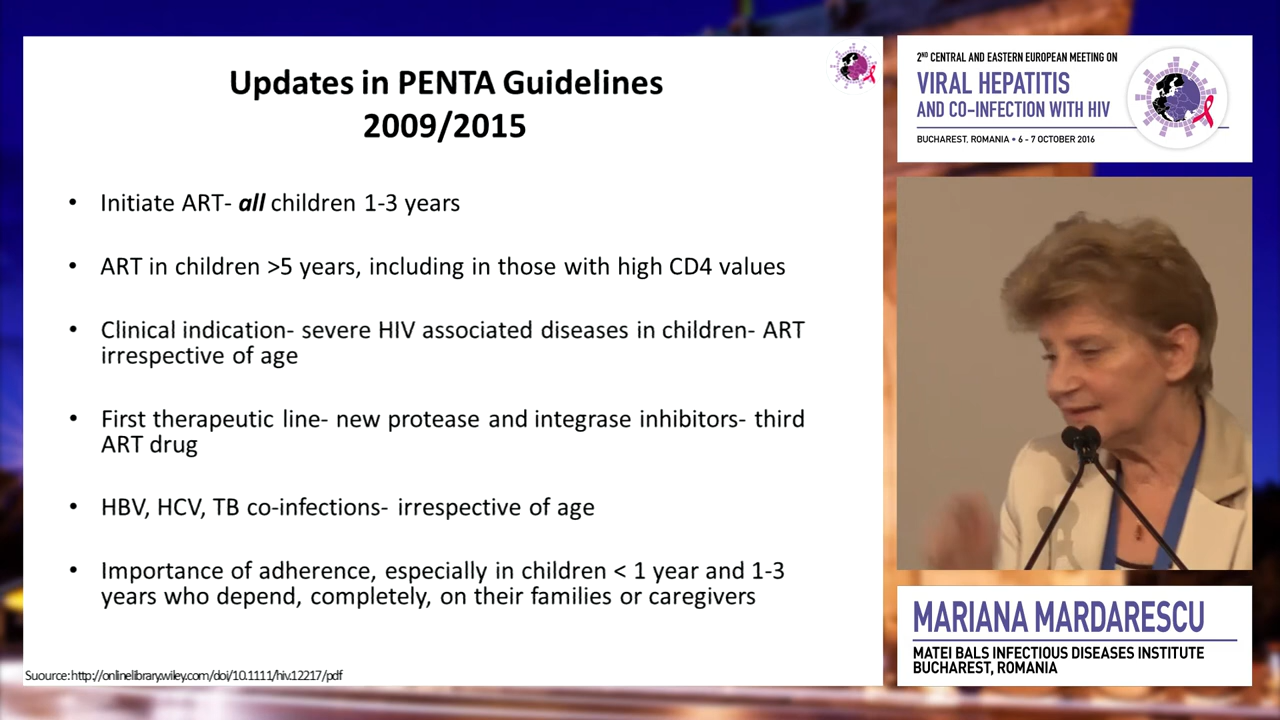 Updates in PENTA Guidelines
2009/2015
• Initiate ART- all children 1-3 years
• ART in children >5 years, including in those with high CD4 values
• Clinical indication- severe HIV associated diseases in children- ART
irrespective of age
• First therapeutic line- new protease and integrase inhibitors- third
ART drug
• HBV, HCV, TB co-infections- irrespective of age
• Importance of adherence, especially in children < 1 year and 1-3
years who depend, completely, on their families or caregivers
Suource: http://onlinelibrary.wiley.com/doi/10.1111/hiv.12217/pdf
2ND CENTRAL AND EASTERN EUROPEAN MEETING ON
VIRAL HEPATITIS
AND CO-INFECTION WITH HIV
BUCHAREST, ROMANIA • 6 - 7 OCTOBER 2016
MARIANA MARDARESCU
MATEI BALS INFECTIOUS DISEASES INSTITUTE
BUCHAREST, ROMANIA